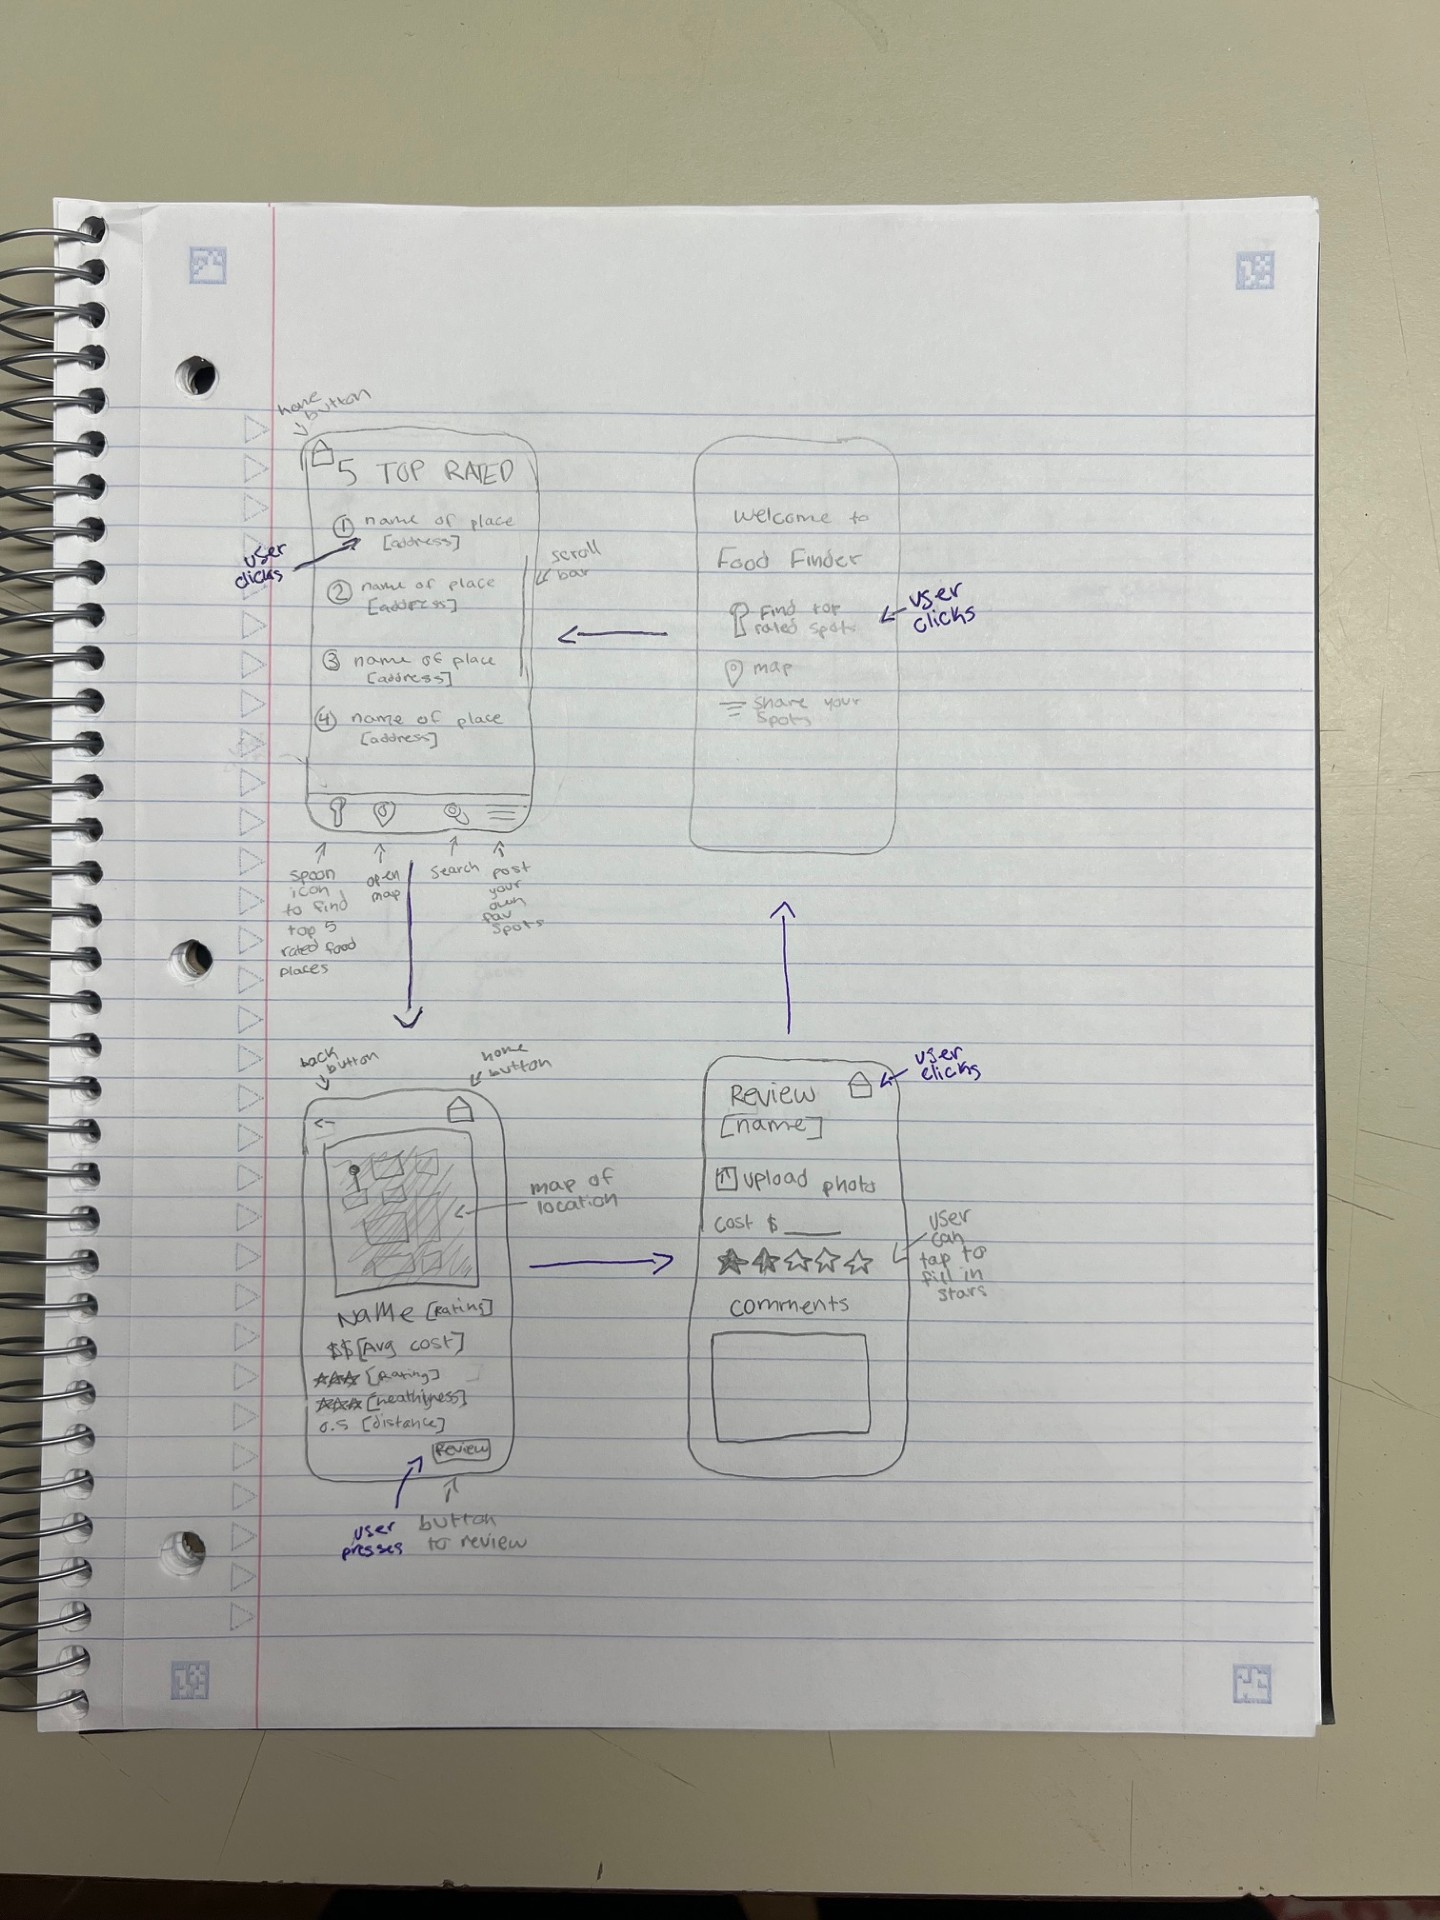 home
button
5 TOP RATED
① name of place
[address]
user
clicks
② name of place
[address]
scroll
bar
③ name of place
[address]
④ name of place
[address]
spoon
icon
to find
top 5
rated food
places
open
map
search
post
your
own
fav
spots
welcome to
Food Finder
Find top
rated spots
user
clicks
map
share your
spots
back
button
home
button
map of
location
Name [Rating]
$$ [Avg cost]
[Rating]
0.5 [distance]
Review
user
presses
button
to review
Review
[name]
user
clicks
upload photo
cost $ ____
user
can
tap to
fill in
stars
comments